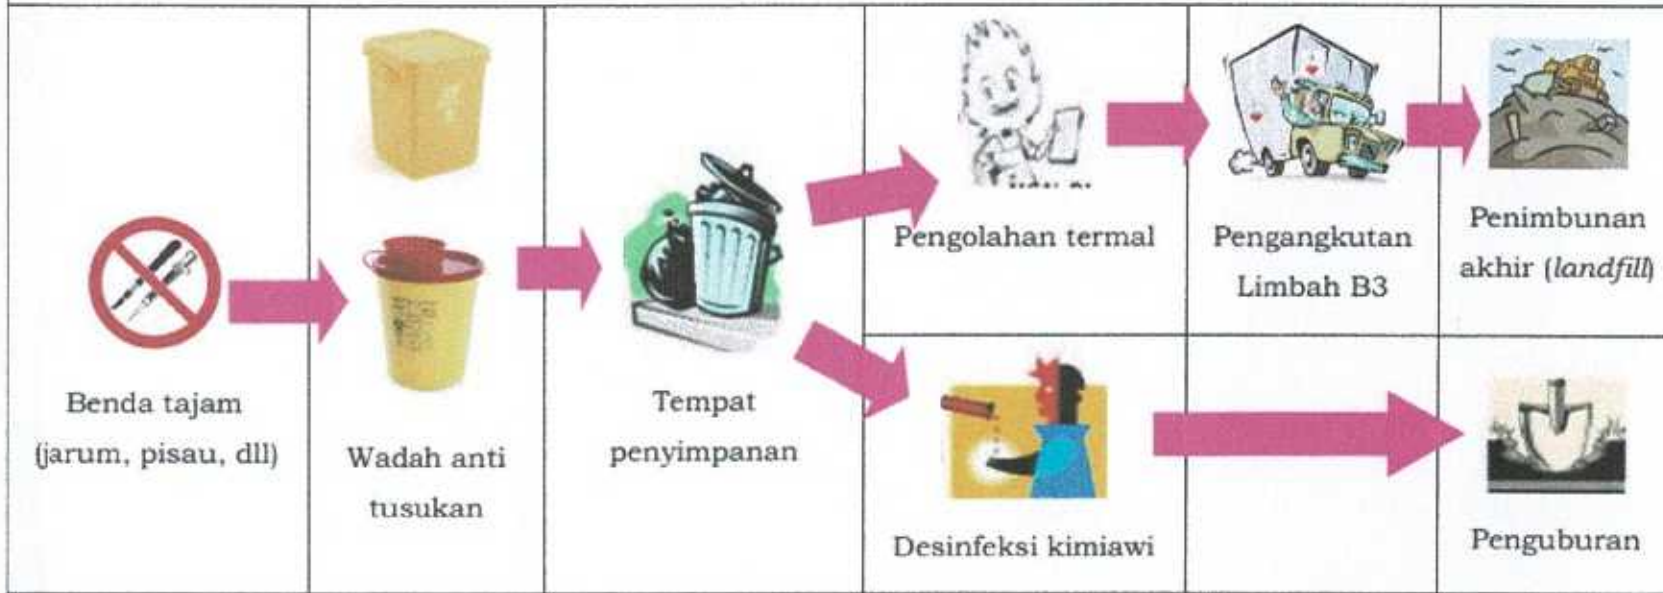 Benda tajam
(jarum, pisau, dll)
Wadah anti
tusukan
Tempat
penyimpanan
Pengolahan termal
Pengangkutan
Limbah B3
Penimbunan
akhir (landfill)
Desinfeksi kimiawi
Penguburan